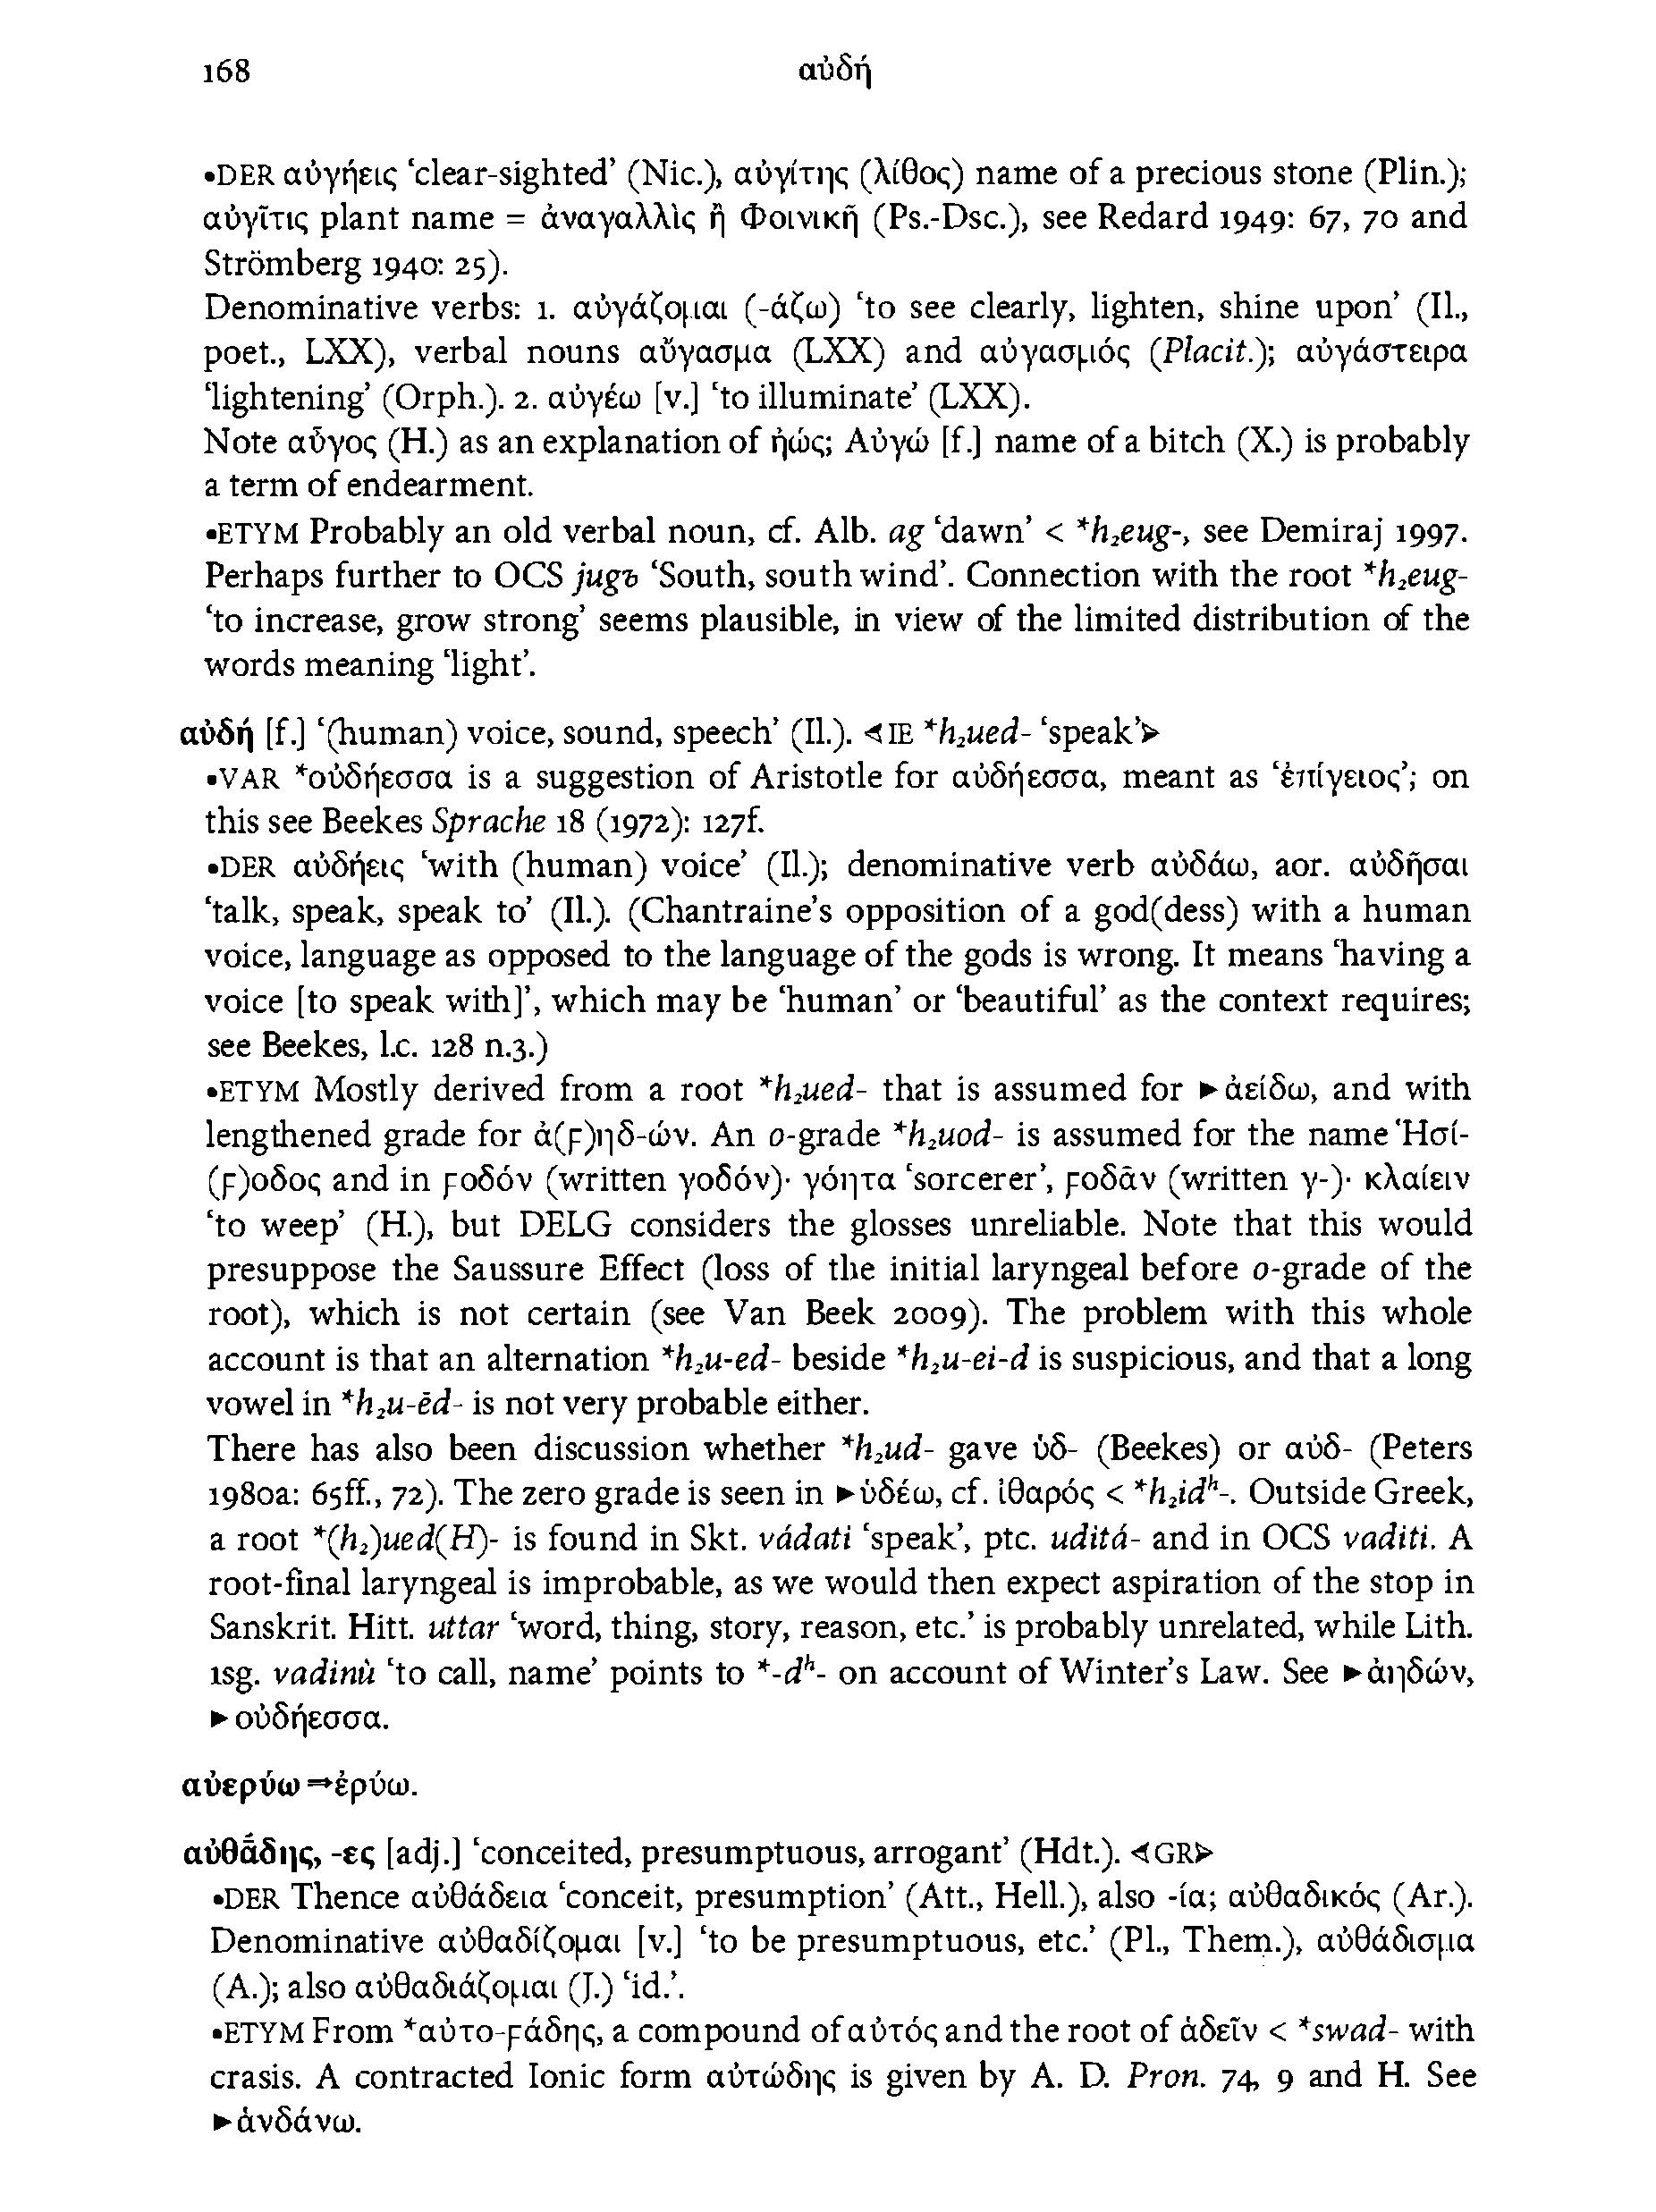 168 αὐδή
•DER αὐγήεις ‘clear-sighted’ (Nic.), αὐγίτης (λίθος) name of a precious stone (Plin.);
αὐγῖτις plant name = ἀναγαλλὶς ἢ Φοινικῆ (Ps.-Dsc.), see Redard 1949: 67, 70 and
Strömberg 1940: 25).
Denominative verbs: 1. αὐγάζομαι (-άζω) ‘to see clearly, lighten, shine upon’ (Il.,
poet., LXX), verbal nouns αὔγασμα (LXX) and αὐγασμός (Placit.); αὐγάστειρα
‘lightening’ (Orph.). 2. αὐγέω [v.] ‘to illuminate’ (LXX).
Note αὖγος (H.) as an explanation of ἠώς; Αὐγώ [f.] name of a bitch (X.) is probably
a term of endearment.
•ETYM Probably an old verbal noun, cf. Alb. ag ‘dawn’ < *h₂eug-, see Demiraj 1997.
Perhaps further to OCS jugъ ‘South, south wind’. Connection with the root *h₂eug-
‘to increase, grow strong’ seems plausible, in view of the limited distribution of the
words meaning ‘light’.
αὐδή [f.] ‘(human) voice, sound, speech’ (Il.). ⊲IE *h₂ued- ‘speak’⊳
•VAR *οὐδήεσσα is a suggestion of Aristotle for αὐδήεσσα, meant as ‘ἐπίγειος’; on
this see Beekes Sprache 18 (1972): 127f.
•DER αὐδήεις ‘with (human) voice’ (Il.); denominative verb αὐδάω, aor. αὐδῆσαι
‘talk, speak, speak to’ (Il.). (Chantraine’s opposition of a god(dess) with a human
voice, language as opposed to the language of the gods is wrong. It means ‘having a
voice [to speak with]’, which may be ‘human’ or ‘beautiful’ as the context requires;
see Beekes, l.c. 128 n.3.)
•ETYM Mostly derived from a root *h₂ued- that is assumed for ►ἀείδω, and with
lengthened grade for ἀ(ϝ)ηδ-ών. An o-grade *h₂uod- is assumed for the name Ἡσί-
(ϝ)οδος and in ϝοδόν (written γοδόν)· γόητα ‘sorcerer’, ϝοδᾶν (written γ-)· κλαίειν
‘to weep’ (H.), but DELG considers the glosses unreliable. Note that this would
presuppose the Saussure Effect (loss of the initial laryngeal before o-grade of the
root), which is not certain (see Van Beek 2009). The problem with this whole
account is that an alternation *h₂u-ed- beside *h₂u-ei-d is suspicious, and that a long
vowel in *h₂u-ēd- is not very probable either.
There has also been discussion whether *h₂ud- gave ὑδ- (Beekes) or αὐδ- (Peters
1980a: 65ff., 72). The zero grade is seen in ►ὑδέω, cf. ἰθαρός < *h₂idʰ-. Outside Greek,
a root *(h₂)ued(H)- is found in Skt. vádati ‘speak’, ptc. uditá- and in OCS vaditi. A
root-final laryngeal is improbable, as we would then expect aspiration of the stop in
Sanskrit. Hitt. uttar ‘word, thing, story, reason, etc.’ is probably unrelated, while Lith.
1sg. vadinù ‘to call, name’ points to *-dʰ- on account of Winter’s Law. See ►ἀηδών,
►οὐδήεσσα.
αὐερύω ⇒ἐρύω.
αὐθᾱ́δης, -ες [adj.] ‘conceited, presumptuous, arrogant’ (Hdt.). ⊲GR⊳
•DER Thence αὐθάδεια ‘conceit, presumption’ (Att., Hell.), also -ία; αὐθαδικός (Ar.).
Denominative αὐθαδίζομαι [v.] ‘to be presumptuous, etc.’ (Pl., Them.), αὐθάδισμα
(A.); also αὐθαδιάζομαι (J.) ‘id.’.
•ETYM From *αὐτο-ϝάδης, a compound of αὐτός and the root of ἁδεῖν < *swad- with
crasis. A contracted Ionic form αὐτώδης is given by A. D. Pron. 74, 9 and H. See
►ἁνδάνω.